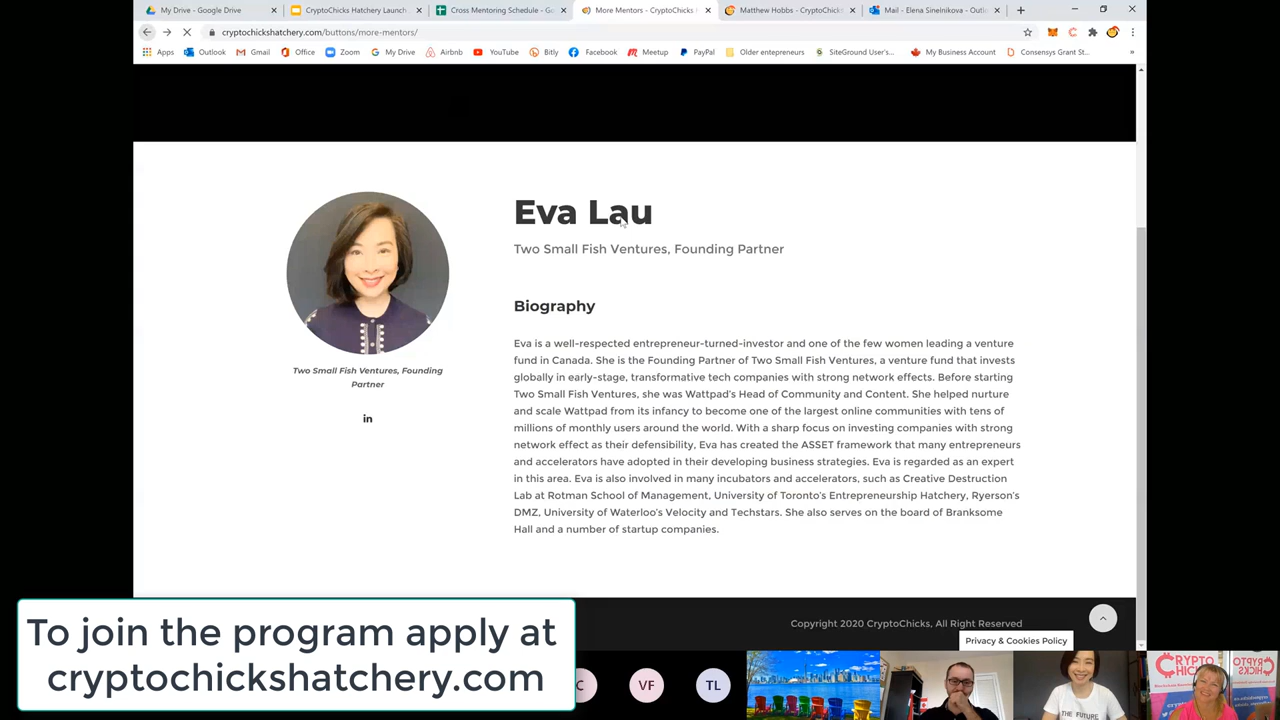 My Drive - Google Drive
CryptoChicks Hatchery Launch
Cross Mentoring Schedule - Go
More Mentors - CryptoChicks
Matthew Hobbs - CryptoChicks
Mail - Elena Sinelnikova - Outl
cryptochickshatchery.com/buttons/more-mentors/
Apps Outlook Gmail Office Zoom My Drive Airbnb YouTube Bitly Facebook Meetup PayPal Older entepreneurs SiteGround User's... My Business Account Consensys Grant St...
Eva Lau
Two Small Fish Ventures, Founding Partner
Biography
Eva is a well-respected entrepreneur-turned-investor and one of the few women leading a venture
fund in Canada. She is the Founding Partner of Two Small Fish Ventures, a venture fund that invests
globally in early-stage, transformative tech companies with strong network effects. Before starting
Two Small Fish Ventures, she was Wattpad's Head of Community and Content. She helped nurture
and scale Wattpad from its infancy to become one of the largest online communities with tens of
millions of monthly users around the world. With a sharp focus on investing companies with strong
network effect as their defensibility, Eva has created the ASSET framework that many entrepreneurs
and accelerators have adopted in their developing business strategies. Eva is regarded as an expert
in this area. Eva is also involved in many incubators and accelerators, such as Creative Destruction
Lab at Rotman School of Management, University of Toronto's Entrepreneurship Hatchery, Ryerson's
DMZ, University of Waterloo's Velocity and Techstars. She also serves on the board of Branksome
Hall and a number of startup companies.
Two Small Fish Ventures, Founding
Partner
in
Copyright 2020 CryptoChicks, All Right Reserved
Privacy & Cookies Policy
To join the program apply at
cryptochickshatchery.com
C
VF
TL
THE FUTURE
CRYPTO
CHICKS